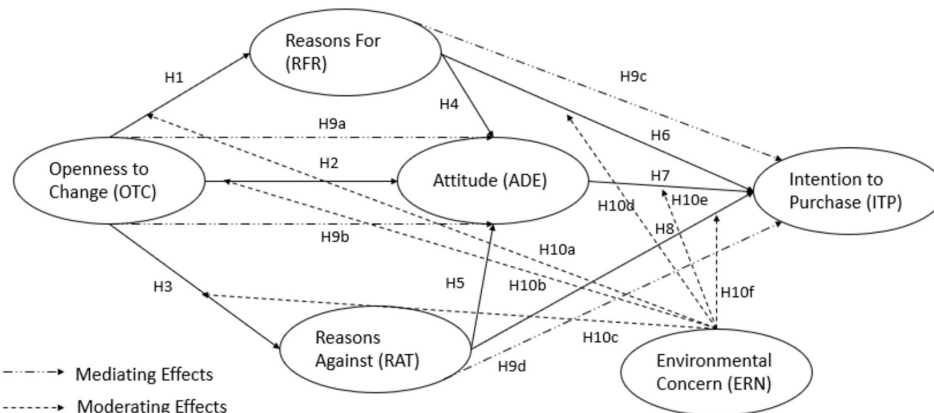 Reasons For
(RFR)
H1
H9c
H4
H9a
H6
H2
Openness to
Change (OTC)
Attitude (ADE)
H7
Intention to
Purchase (ITP)
H10d
H10e
H8
H9b
H10a
H3
H5
H10b
H10f
Reasons
Against (RAT)
H10c
H9d
Environmental
Concern (ERN)
Mediating Effects
Moderating Effects